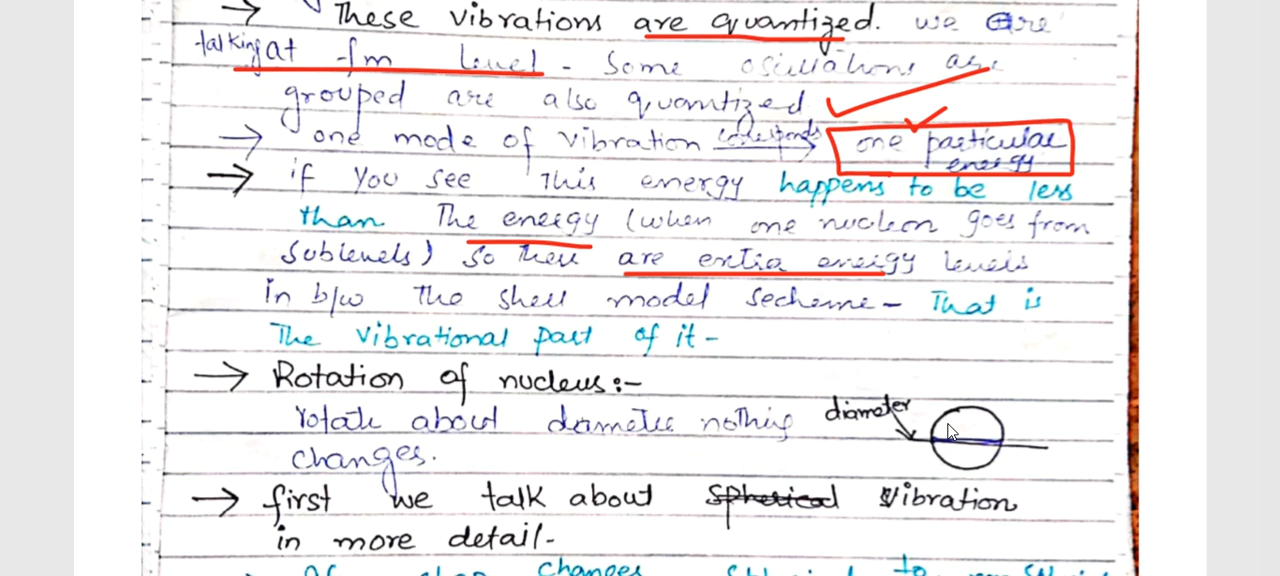 These vibrations are quantized. we are
talking at fm level - Some oscillations are
grouped are also quantized
one mode of vibration corresponds one particular energy
if you see This energy happens to be less
than The energy (when one nucleon goes from
sublevels) so there are extra energy levels
in b/w The shell model secheme - That is
The vibrational part of it -
Rotation of nucleus:-
rotate about diametec nothing
diameter
changes.
first we talk about Spherical Vibration
in more detail-
changes to